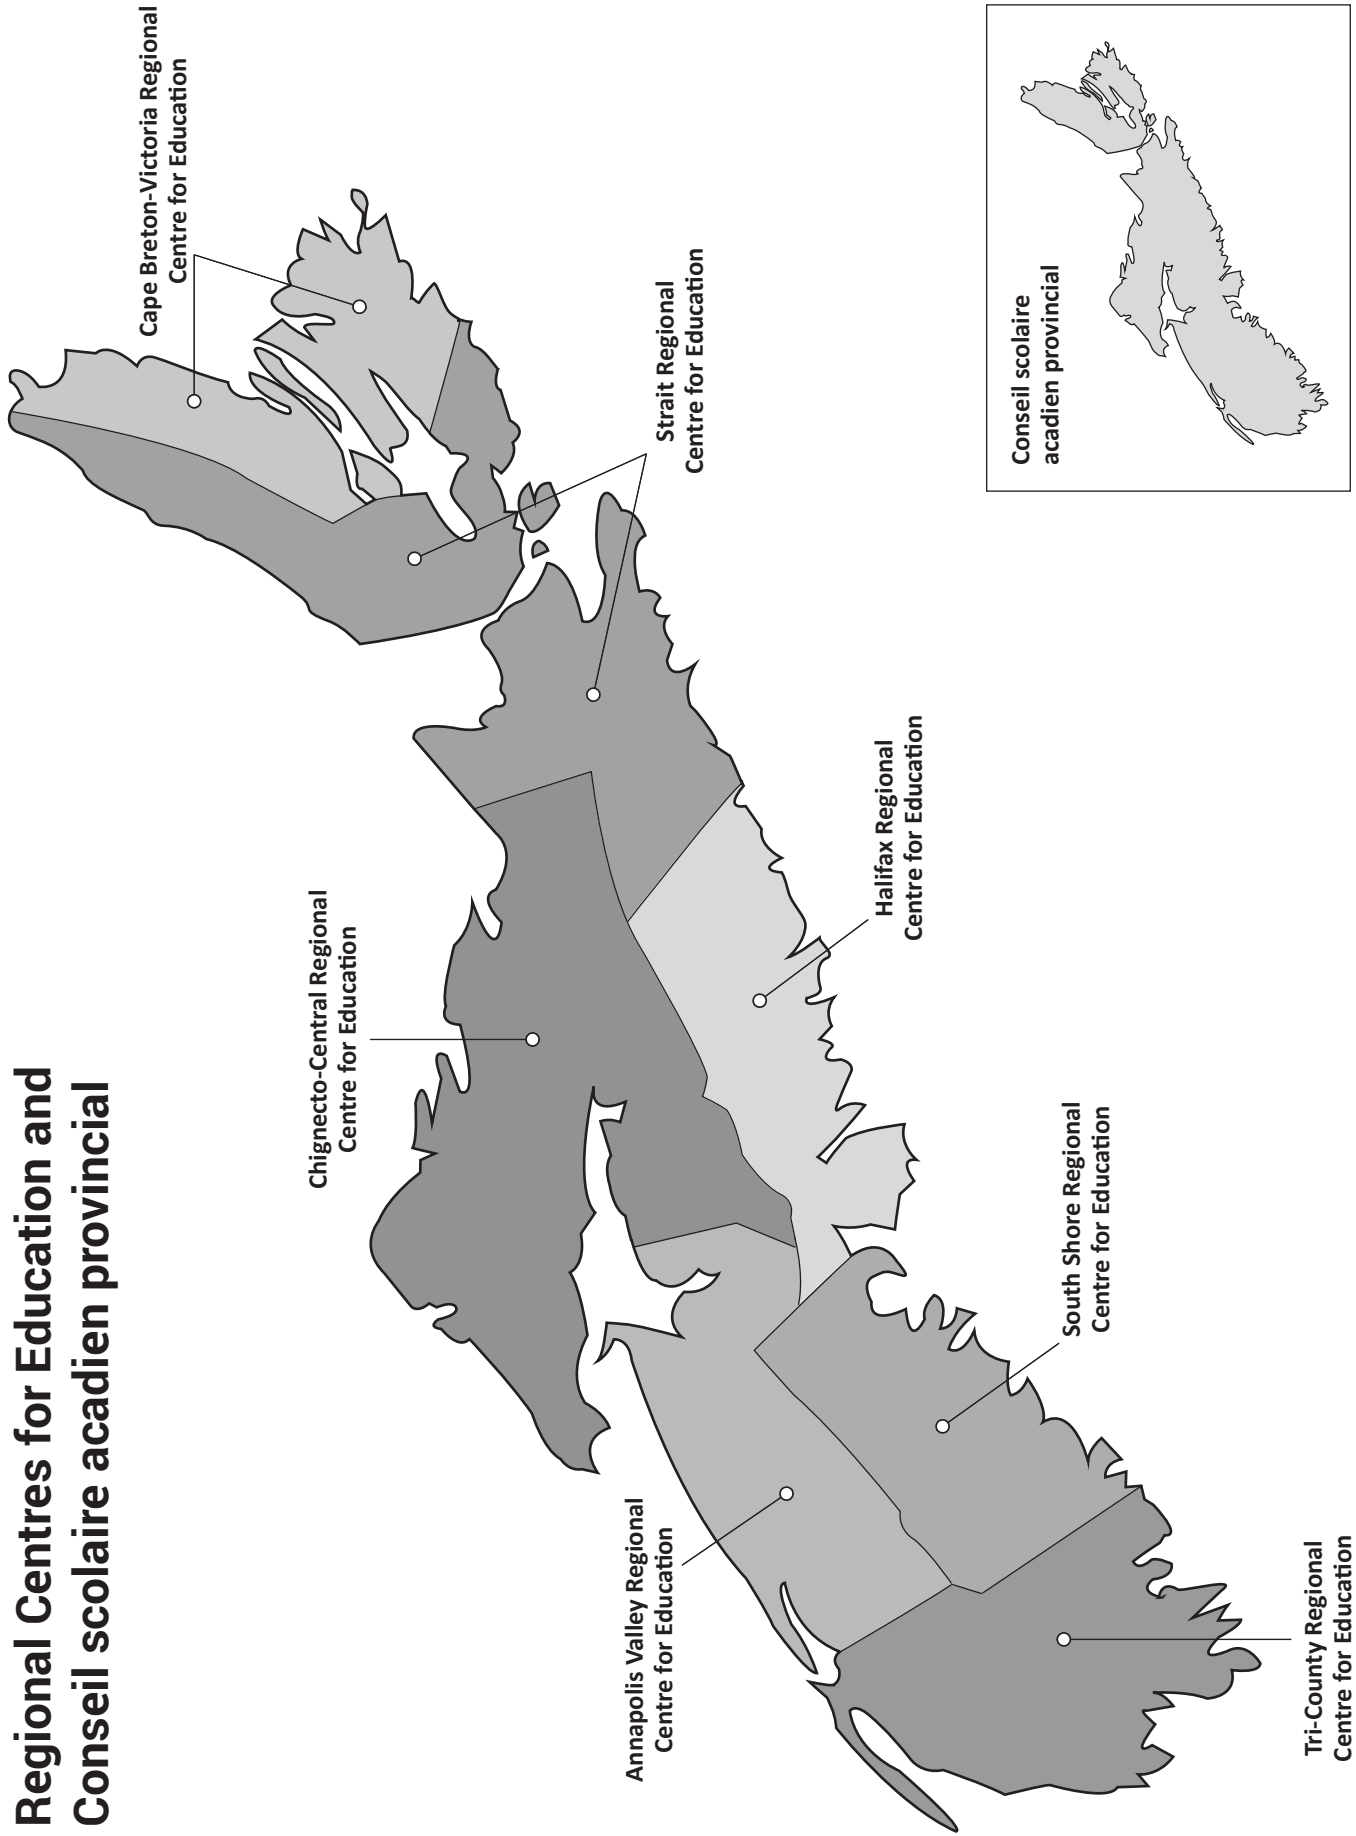 Regional Centres for Education and
Conseil scolaire acadien provincial
Cape Breton-Victoria Regional
Centre for Education
Chignecto-Central Regional
Centre for Education
Strait Regional
Centre for Education
Halifax Regional
Centre for Education
Annapolis Valley Regional
Centre for Education
South Shore Regional
Centre for Education
Tri-County Regional
Centre for Education
Conseil scolaire
acadien provincial